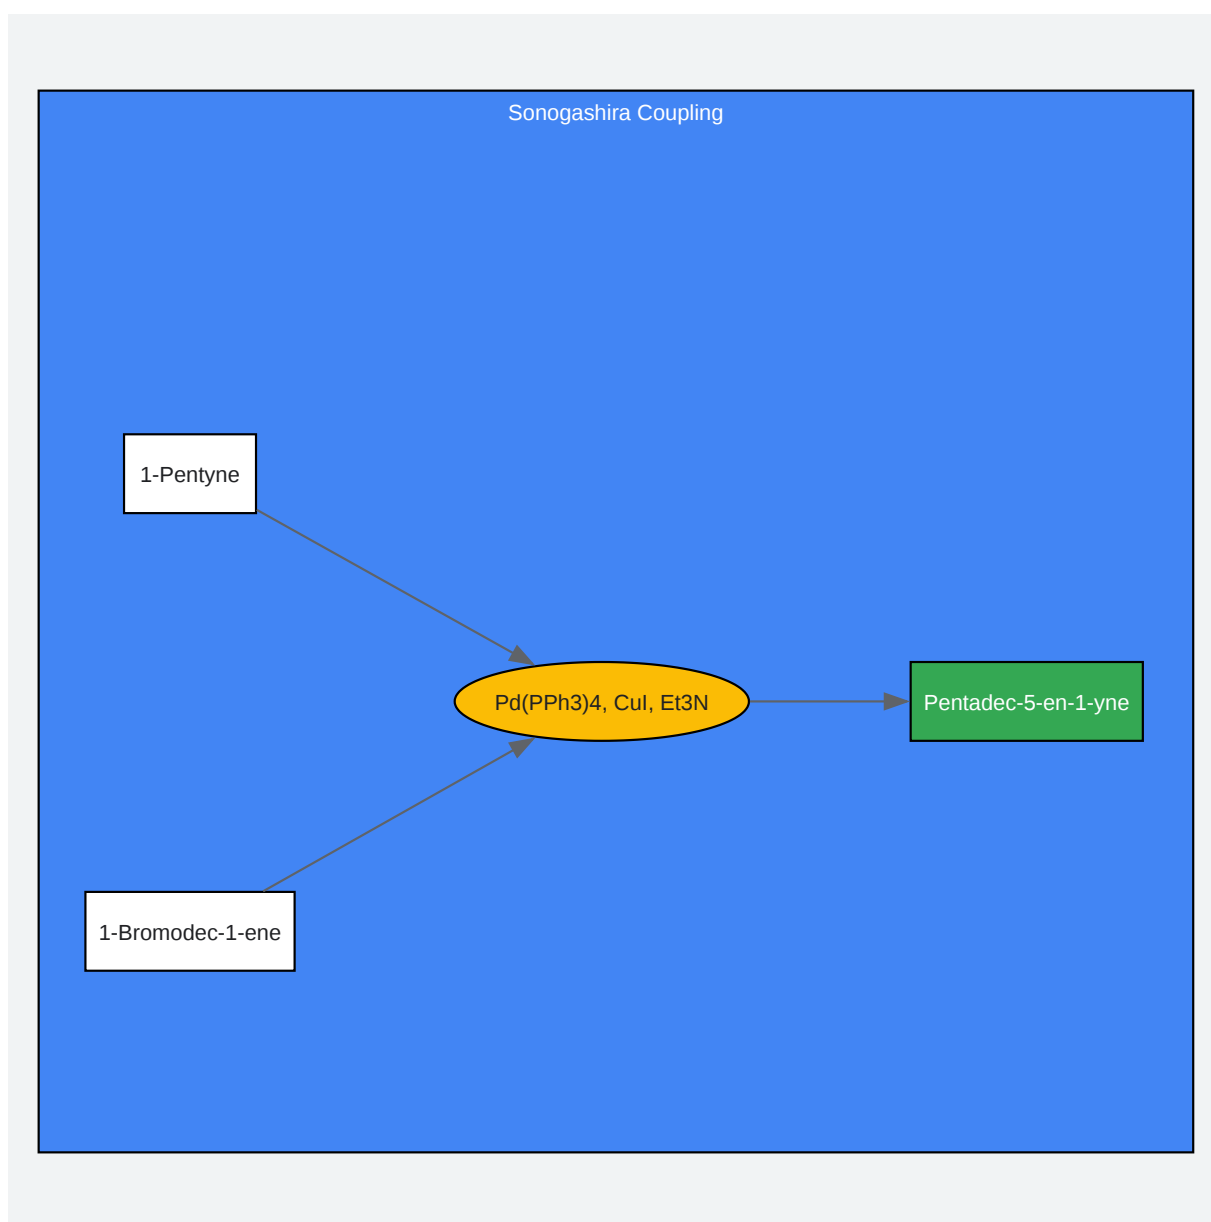 Sonogashira Coupling
1-Pentyne
Pd(PPh3)4, CuI, Et3N
Pentadec-5-en-1-yne
1-Bromodec-1-ene